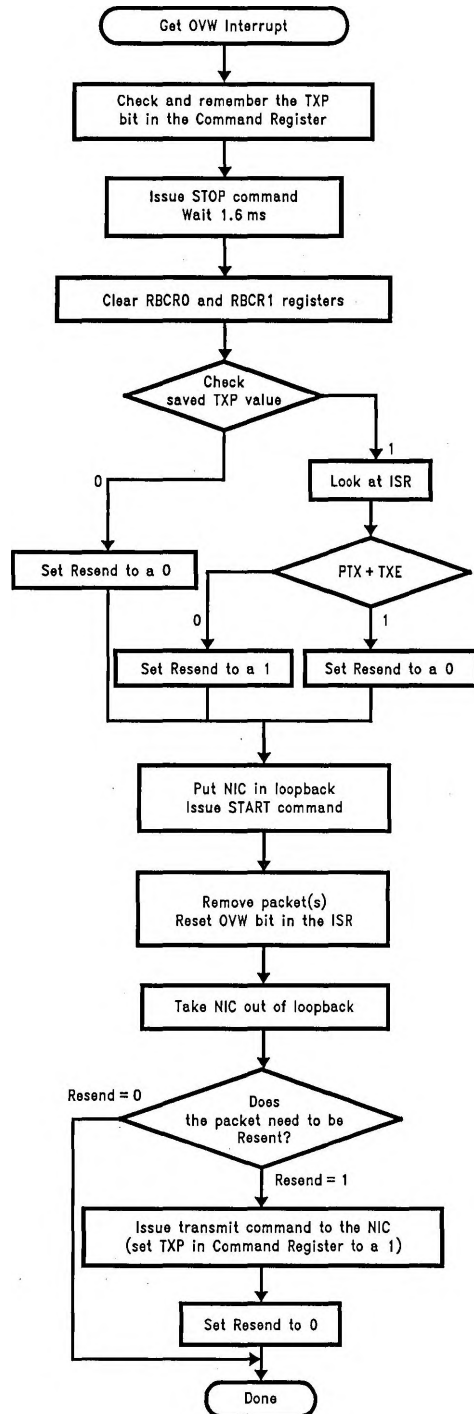 Get OVW Interrupt
Check and remember the TXP
bit in the Command Register
Issue STOP command
Wait 1.6 ms
Clear RBCR0 and RBCR1 registers
Check
saved TXP value
0
1
Look at ISR
Set Resend to a 0
PTX + TXE
0
1
Set Resend to a 1
Set Resend to a 0
Put NIC in loopback
Issue START command
Remove packet(s)
Reset OVW bit in the ISR
Take NIC out of loopback
Resend = 0
Does
the packet need to be
Resent?
Resend = 1
Issue transmit command to the NIC
(set TXP in Command Register to a 1)
Set Resend to 0
Done